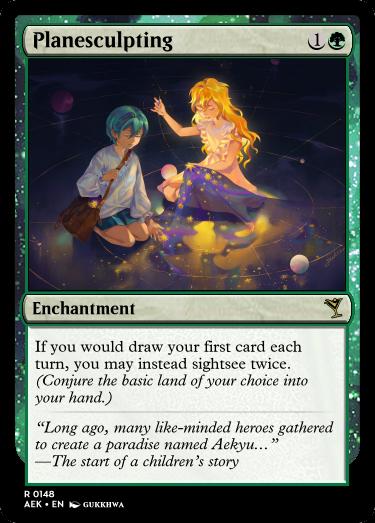 Planesculpting 1
Enchantment
If you would draw your first card each
turn, you may instead sightsee twice.
(Conjure the basic land of your choice into
your hand.)
“Long ago, many like-minded heroes gathered
to create a paradise named Aekyu…”
—The start of a children’s story
R 0148
AEK • EN GUKKHWA